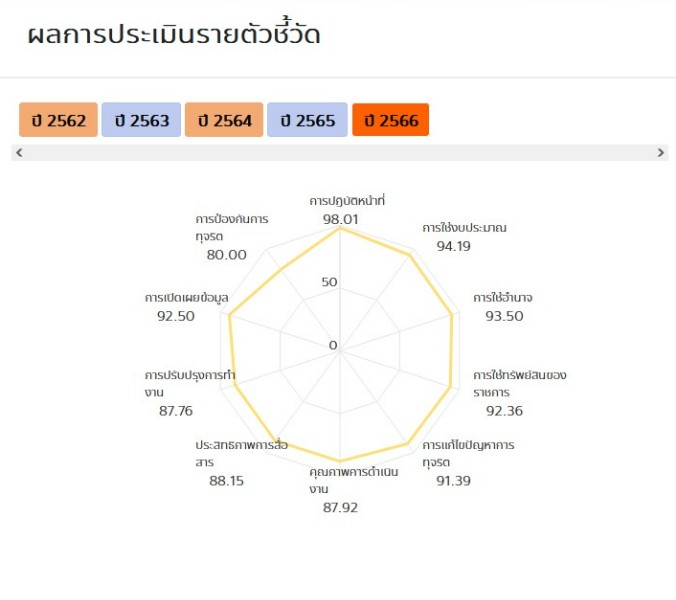 ผลการประเมินรายตัวชี้วัด
ปี 2562
ปี 2563
ปี 2564
ปี 2565
ปี 2566
การปฏิบัติหน้าที่
98.01
การใช้งบประมาณ
94.19
การใช้อำนาจ
93.50
การใช้ทรัพย์สินของ
ราชการ
92.36
การแก้ไขปัญหาการ
ทุจริต
91.39
คุณภาพการดำเนิน
งาน
87.92
ประสิทธิภาพการสื่อ
สาร
88.15
การปรับปรุงการทำ
งาน
87.76
การเปิดเผยข้อมูล
92.50
การป้องกันการ
ทุจริต
80.00
50
0